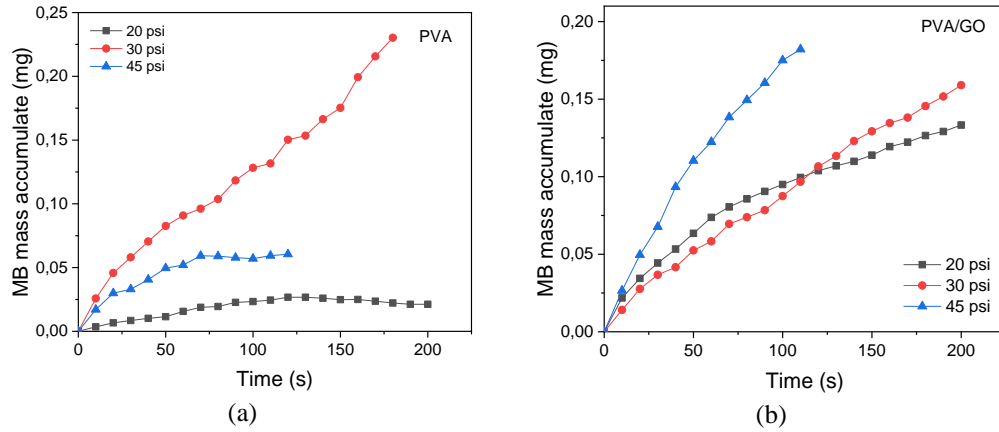 PVA
20 psi
30 psi
45 psi
MB mass accumulate (mg)
0,25
0,20
0,15
0,10
0,05
0,00
0 50 100 150 200
Time (s)
(a)
PVA/GO
20 psi
30 psi
45 psi
MB mass accumulate (mg)
0,20
0,15
0,10
0,05
0,00
0 50 100 150 200
Time (s)
(b)